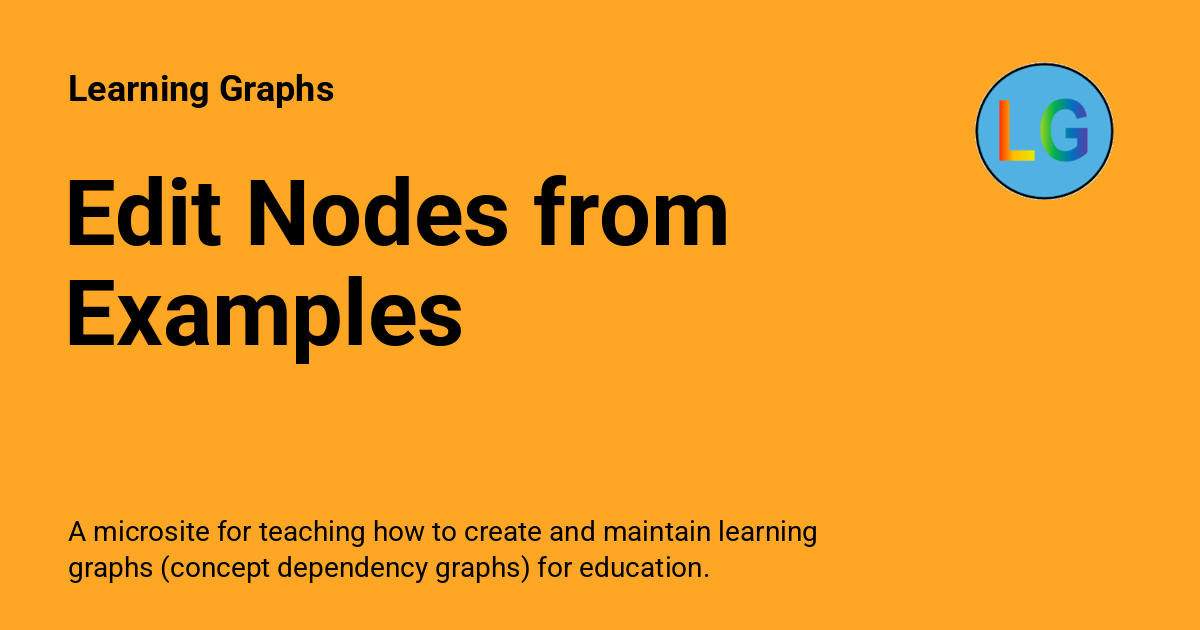 Learning Graphs
LG
Edit Nodes from
Examples
A microsite for teaching how to create and maintain learning
graphs (concept dependency graphs) for education.